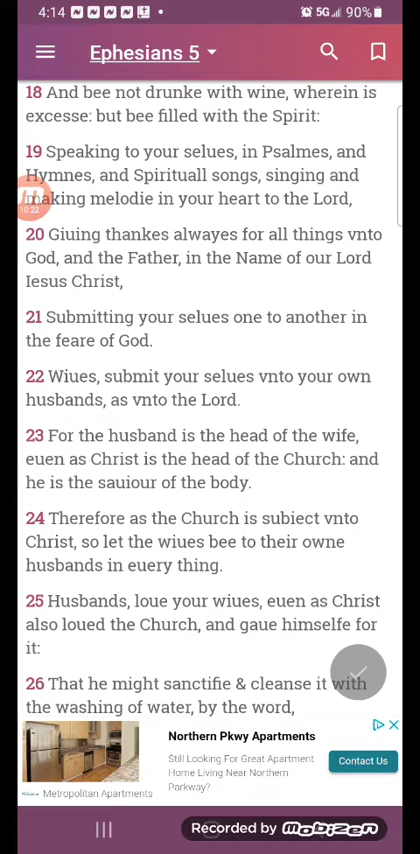 4:14 5G 90%
Ephesians 5
18 And bee not drunke with wine, wherein is
excesse: but bee filled with the Spirit:
19 Speaking to your selues, in Psalmes, and
Hymnes, and Spirituall songs, singing and
making melodie in your heart to the Lord,
10:22
20 Giuing thankes alwayes for all things vnto
God, and the Father, in the Name of our Lord
Iesus Christ,
21 Submitting your selues one to another in
the feare of God.
22 Wiues, submit your selues vnto your own
husbands, as vnto the Lord.
23 For the husband is the head of the wife,
euen as Christ is the head of the Church: and
he is the sauiour of the body.
24 Therefore as the Church is subiect vnto
Christ, so let the wiues bee to their owne
husbands in euery thing.
25 Husbands, loue your wiues, euen as Christ
also loued the Church, and gaue himselfe for
it:
26 That he might sanctifie & cleanse it with
the washing of water, by the word,
Northern Pkwy Apartments
Still Looking For Great Apartment
Home Living Near Northern
Parkway?
Contact Us
Metropolitan Apartments
Recorded by mobizen